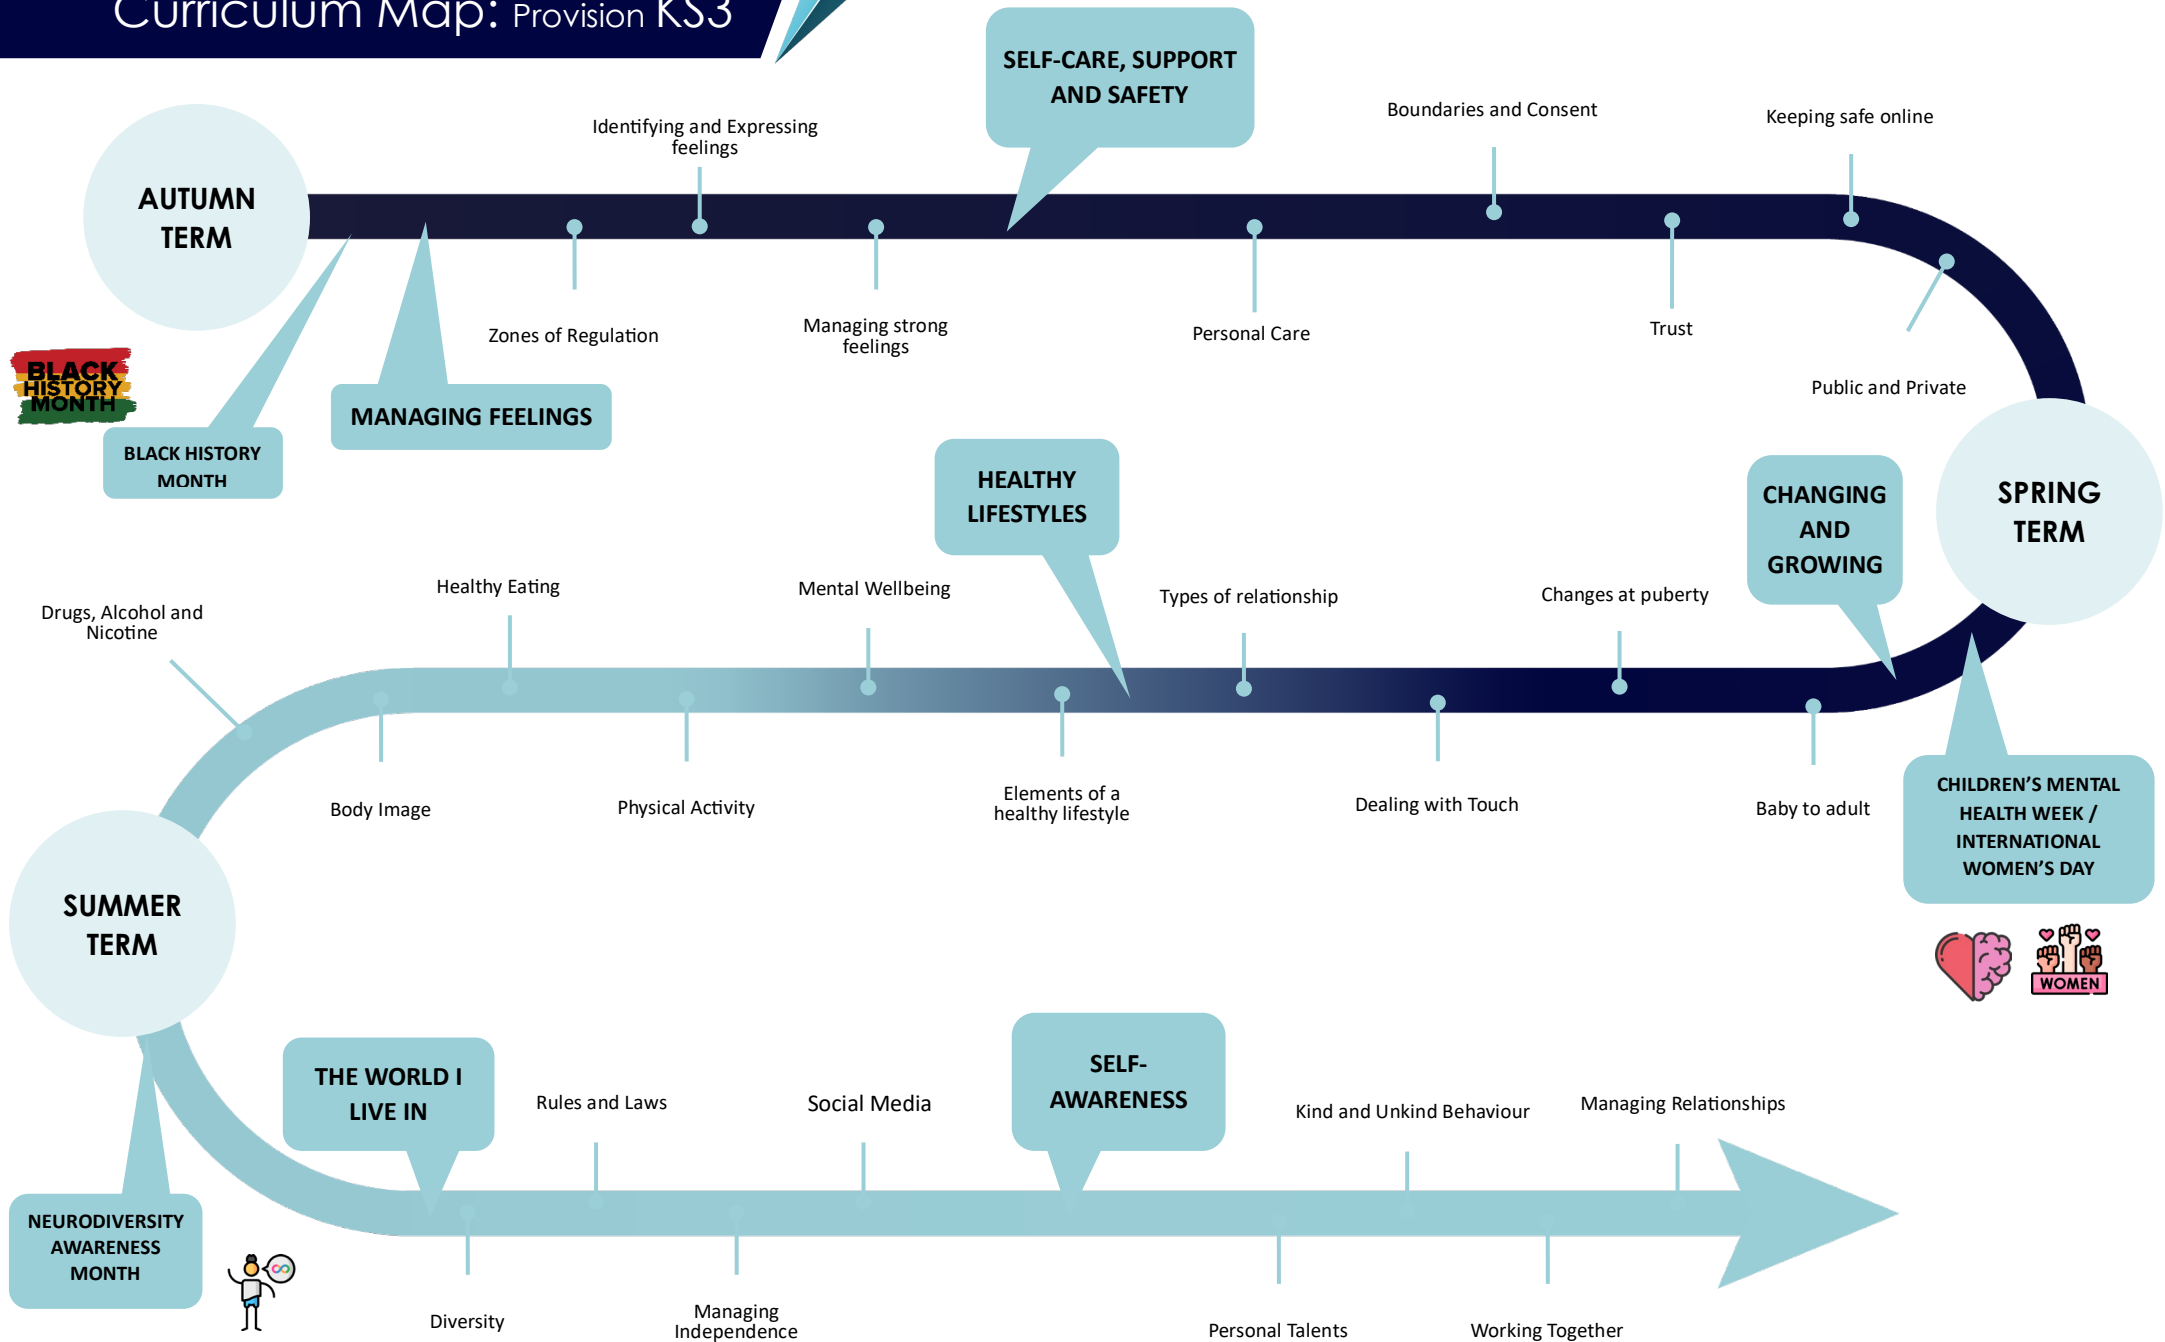 Curriculum Map: Provision KS3
SELF-CARE, SUPPORT
AND SAFETY
Identifying and Expressing
feelings
Boundaries and Consent
Keeping safe online
AUTUMN
TERM
Zones of Regulation
Managing strong
feelings
Personal Care
Trust
Public and Private
BLACK
HISTORY
MONTH
BLACK HISTORY
MONTH
MANAGING FEELINGS
HEALTHY
LIFESTYLES
CHANGING
AND
GROWING
SPRING
TERM
Drugs, Alcohol and
Nicotine
Healthy Eating
Mental Wellbeing
Types of relationship
Changes at puberty
Body Image
Physical Activity
Elements of a
healthy lifestyle
Dealing with Touch
Baby to adult
CHILDREN’S MENTAL
HEALTH WEEK /
INTERNATIONAL
WOMEN’S DAY
WOMEN
SUMMER
TERM
THE WORLD I
LIVE IN
Rules and Laws
Social Media
SELF-
AWARENESS
Kind and Unkind Behaviour
Managing Relationships
NEURODIVERSITY
AWARENESS
MONTH
Diversity
Managing
Independence
Personal Talents
Working Together